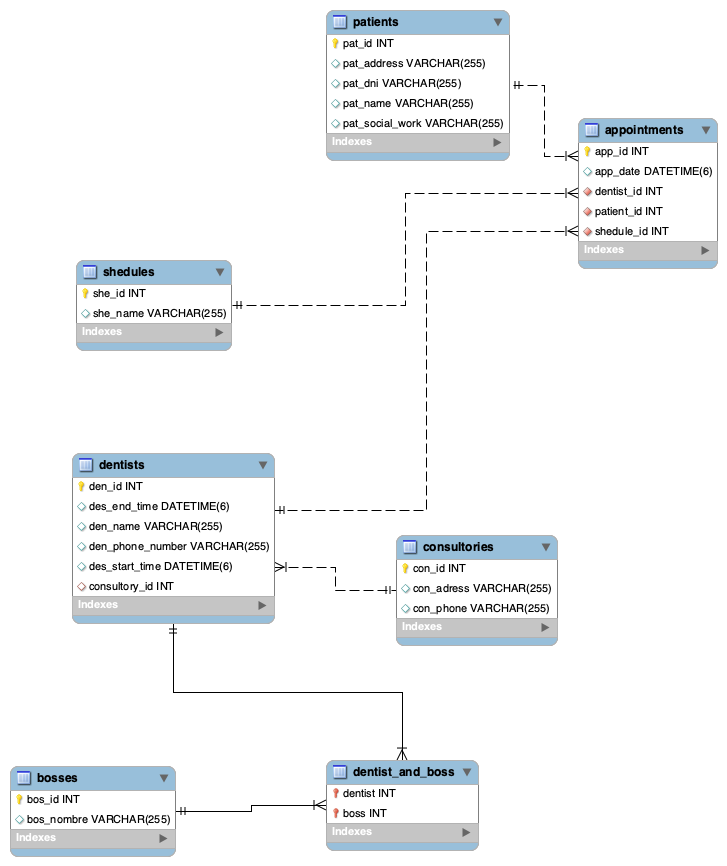 patients
pat_id INT
pat_address VARCHAR(255)
pat_dni VARCHAR(255)
pat_name VARCHAR(255)
pat_social_work VARCHAR(255)
Indexes
appointments
app_id INT
app_date DATETIME(6)
dentist_id INT
patient_id INT
shedule_id INT
Indexes
shedules
she_id INT
she_name VARCHAR(255)
Indexes
dentists
den_id INT
des_end_time DATETIME(6)
den_name VARCHAR(255)
den_phone_number VARCHAR(255)
des_start_time DATETIME(6)
consultory_id INT
Indexes
consultories
con_id INT
con_adress VARCHAR(255)
con_phone VARCHAR(255)
Indexes
bosses
bos_id INT
bos_nombre VARCHAR(255)
Indexes
dentist_and_boss
dentist INT
boss INT
Indexes